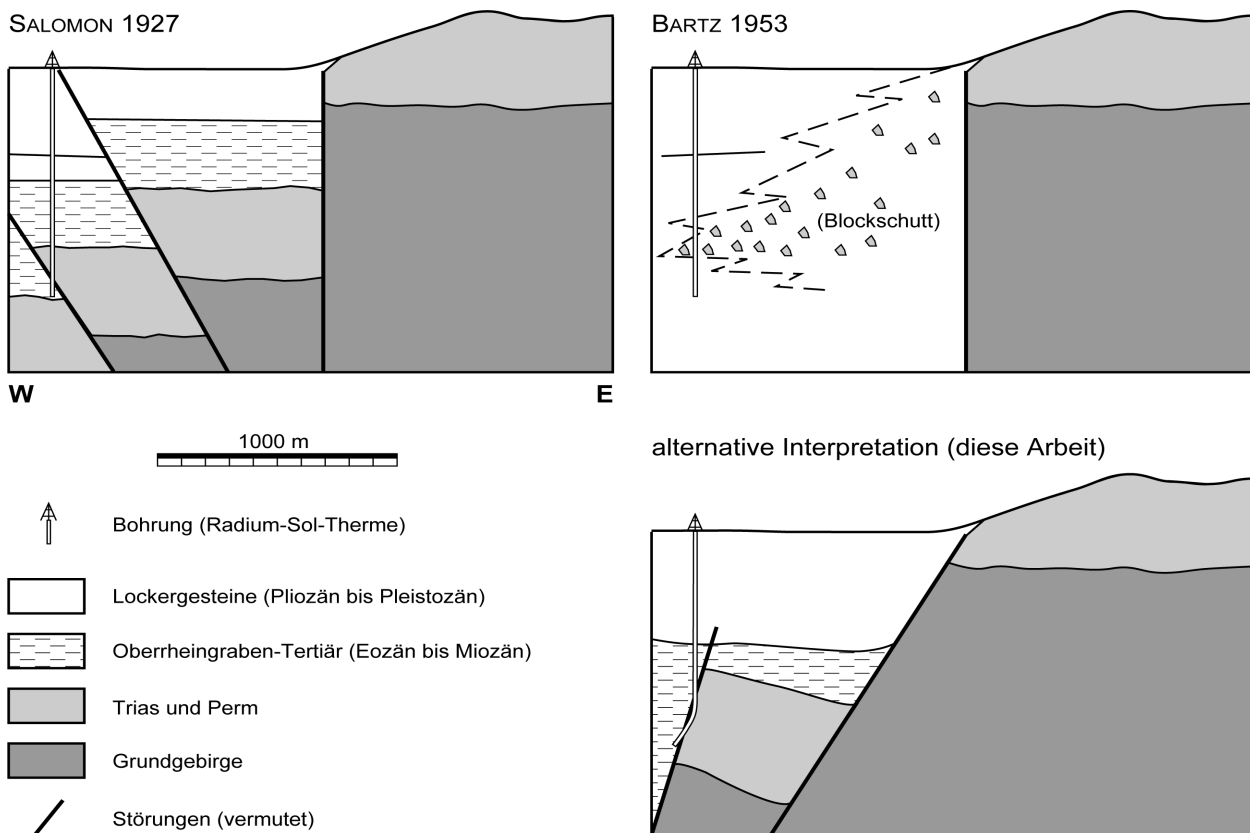 SALOMON 1927
BARTZ 1953
(Blockschutt)
W
E
1000 m
alternative Interpretation (diese Arbeit)
Bohrung (Radium-Sol-Therme)
Lockergesteine (Pliozän bis Pleistozän)
Oberrheingraben-Tertiär (Eozän bis Miozän)
Trias und Perm
Grundgebirge
Störungen (vermutet)